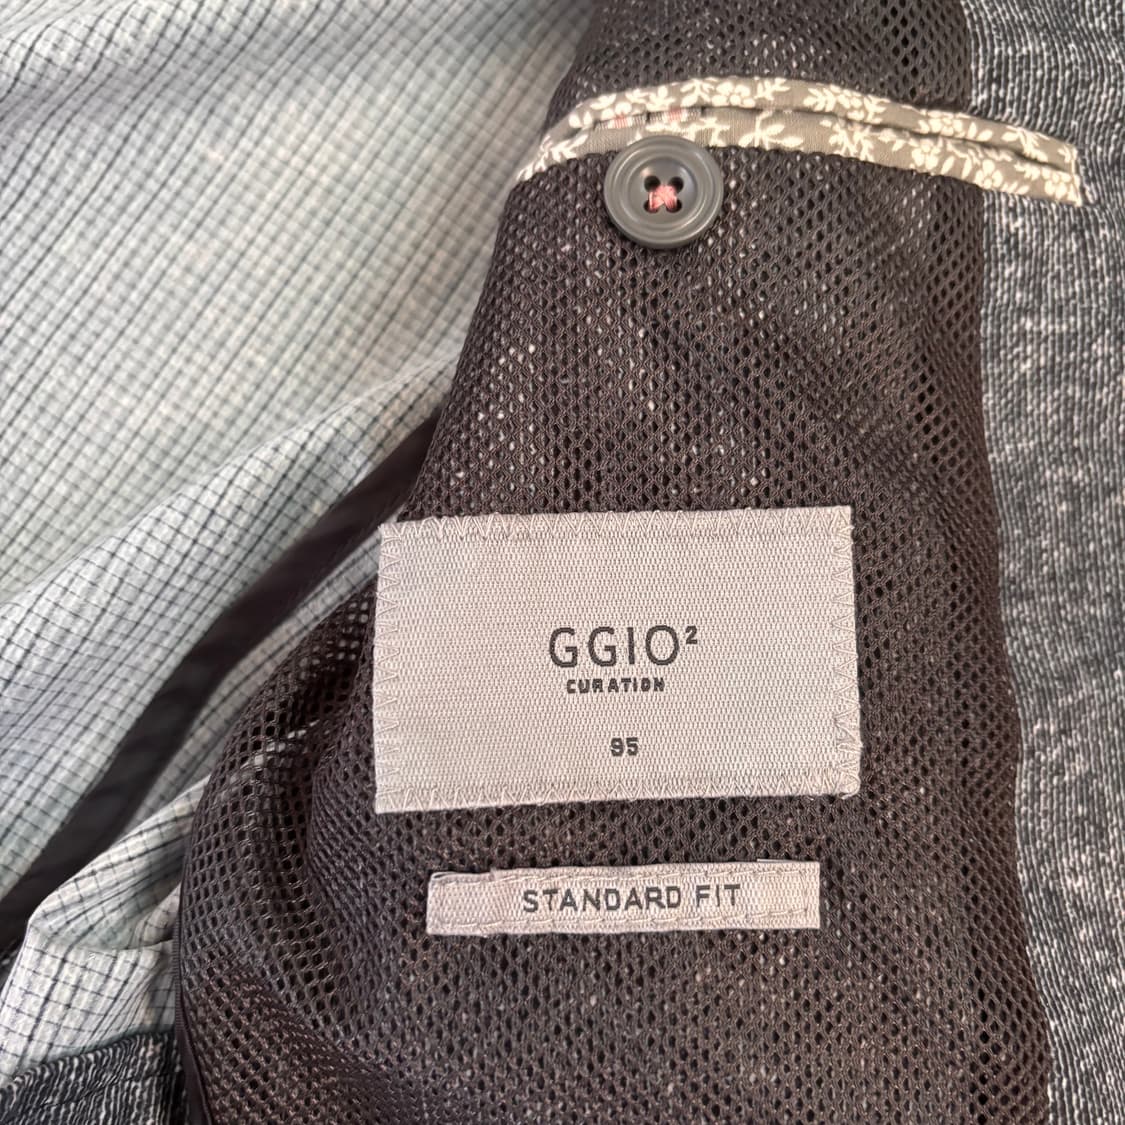 GGIO²
CURATION
95
STANDARD FIT